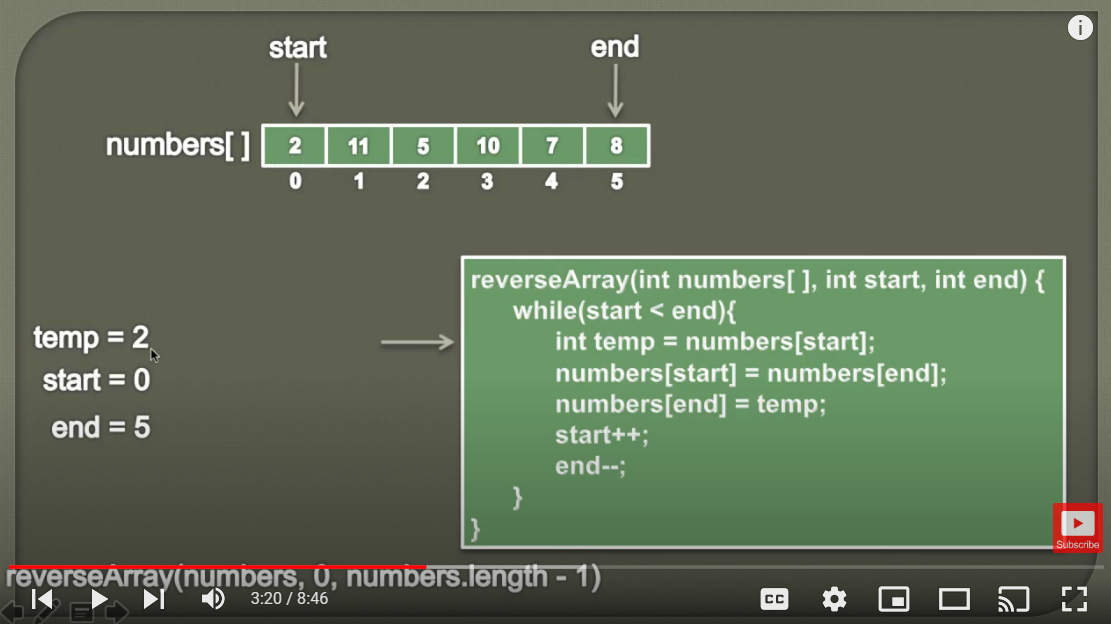 start end
numbers[ ] 2 11 5 10 7 8
0 1 2 3 4 5
temp = 2
start = 0
end = 5
reverseArray(int numbers[ ], int start, int end) {
while(start < end){
int temp = numbers[start];
numbers[start] = numbers[end];
numbers[end] = temp;
start++;
end--;
}
}
Subscribe
reverseArray(numbers, 0, numbers.length - 1)
3:20 / 8:46
CC
i